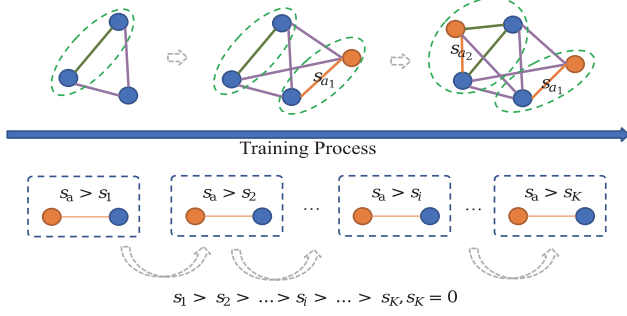 s_{a_2}
s_{a_1} s_{a_1}
Training Process
s_a > s_1 s_a > s_2 ... s_a > s_i ... s_a > s_K
s_1 > s_2 > ... > s_i > ... > s_K, s_K = 0